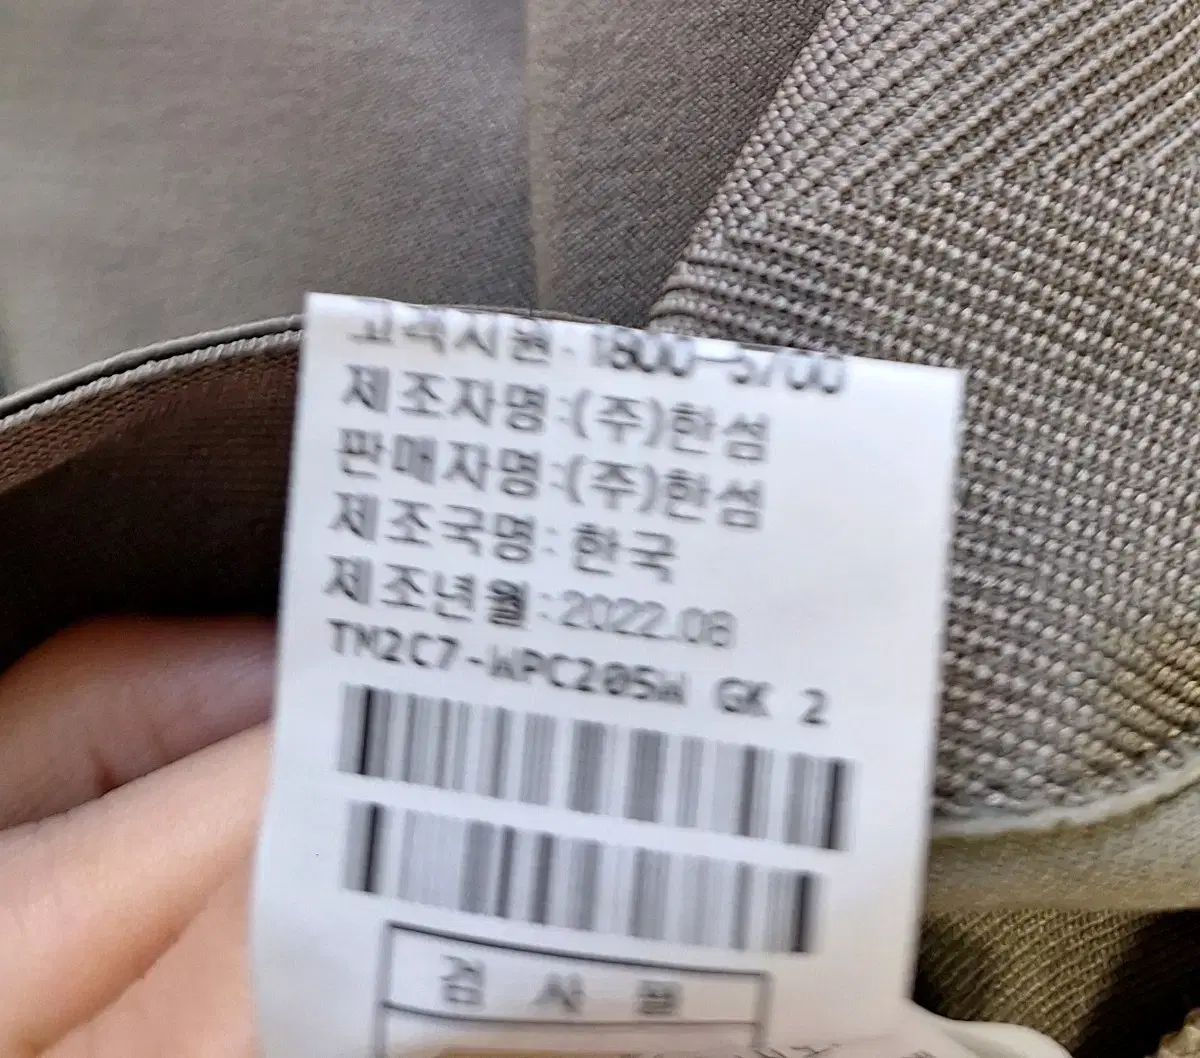 고객지원 : 1800-5700
제조자명:(주)한섬
판매자명:(주)한섬
제조국명: 한국
제조년월:2022.08
TN2C7-WPC205W GK 2
검 사 필